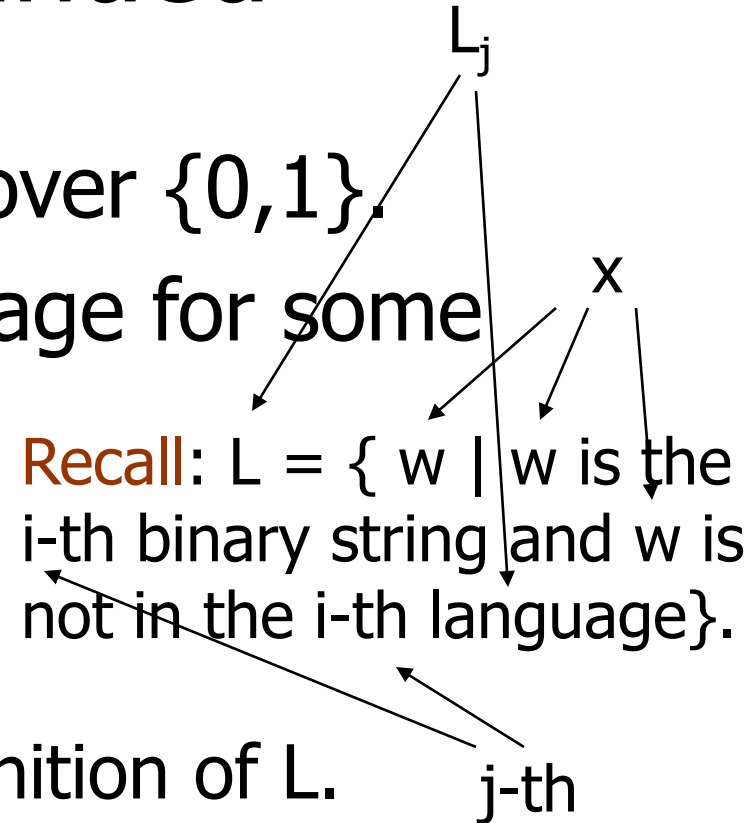 L_j
over {0,1}.
x
age for some
Recall: L = { w | w is the
i-th binary string and w is
not in the i-th language}.
nition of L.
j-th